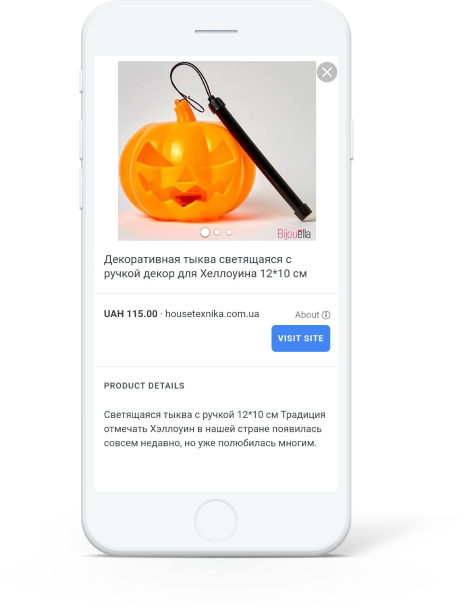 Bijouella
Декоративная тыква светящаяся с
ручкой декор для Хеллоуина 12*10 см
UAH 115.00 · housetexnika.com.ua
About
VISIT SITE
PRODUCT DETAILS
Светящаяся тыква с ручкой 12*10 см Традиция
отмечать Хэллоуин в нашей стране появилась
совсем недавно, но уже полюбилась многим.